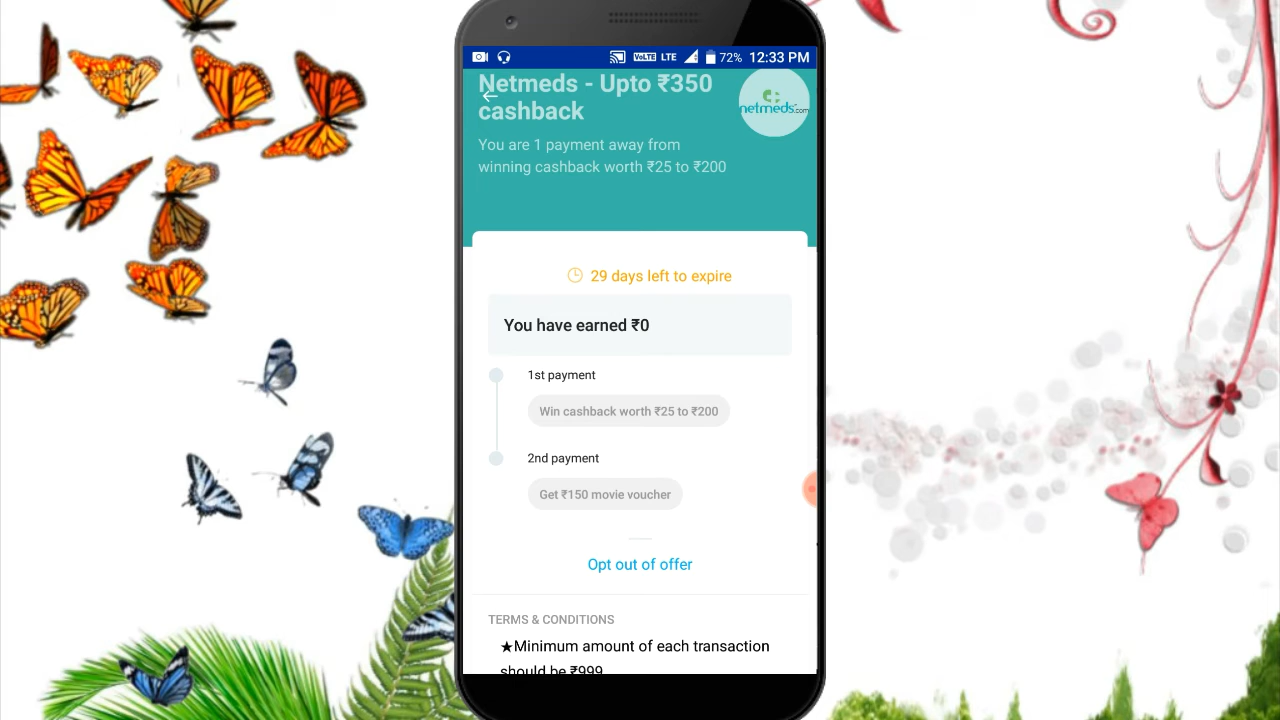 VoLTE LTE 72% 12:33 PM
Netmeds - Upto ₹350
cashback
netmeds.com
You are 1 payment away from
winning cashback worth ₹25 to ₹200
29 days left to expire
You have earned ₹0
1st payment
Win cashback worth ₹25 to ₹200
2nd payment
Get ₹150 movie voucher
Opt out of offer
TERMS & CONDITIONS
★Minimum amount of each transaction
should be ₹999